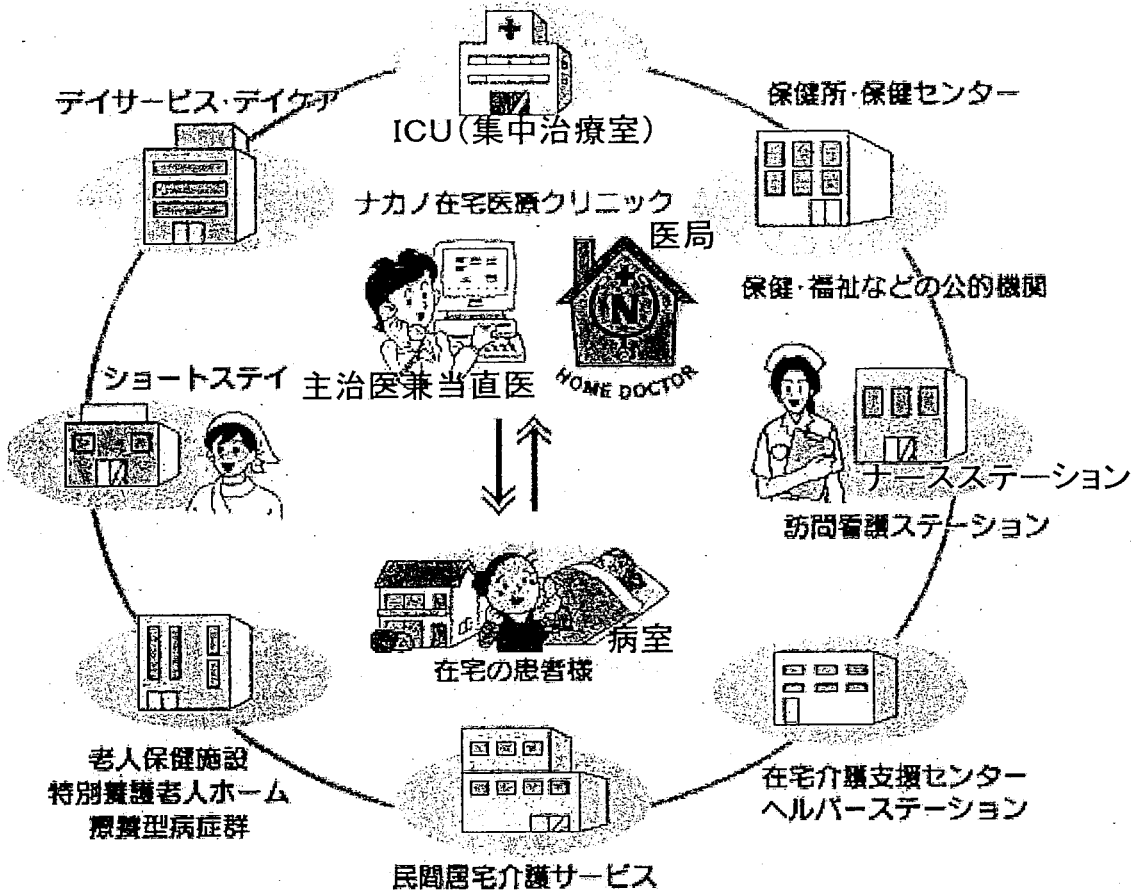 デイサービス・デイケア
ICU(集中治療室)
保健所・保健センター
ナカノ在宅医療クリニック
医局
保健・福祉などの公的機関
N
HOME DOCTOR
主治医兼当直医
ショートステイ
ナースステーション
訪問看護ステーション
病室
在宅の患者様
老人保健施設
特別養護老人ホーム
療養型病症群
在宅介護支援センター
ヘルパーステーション
民間居宅介護サービス